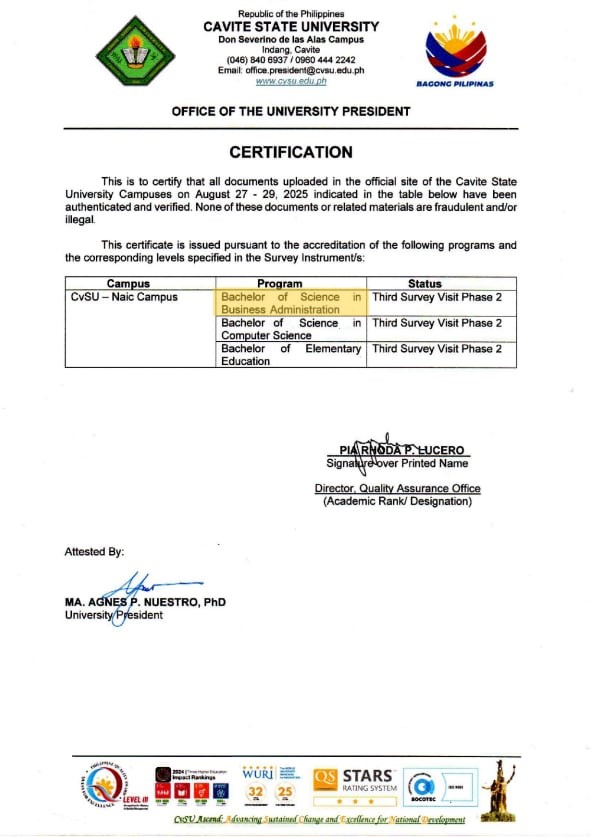 Republic of the Philippines
CAVITE STATE UNIVERSITY
Don Severino de las Alas Campus
Indang, Cavite
(046) 840 6937 / 0960 444 2242
Email: office.president@cvsu.edu.ph
www.cvsu.edu.ph
BAGONG PILIPINAS
OFFICE OF THE UNIVERSITY PRESIDENT
CERTIFICATION
This is to certify that all documents uploaded in the official site of the Cavite State
University Campuses on August 27 - 29, 2025 indicated in the table below have been
authenticated and verified. None of these documents or related materials are fraudulent and/or
illegal.
This certificate is issued pursuant to the accreditation of the following programs and
the corresponding levels specified in the Survey Instrument/s:
Campus Program Status
CvSU – Naic Campus Bachelor of Science in Third Survey Visit Phase 2
Business Administration
Bachelor of Science in Third Survey Visit Phase 2
Computer Science
Bachelor of Elementary Third Survey Visit Phase 2
Education
PIA RHODA P. LUCERO
Signature over Printed Name
Director, Quality Assurance Office
(Academic Rank/ Designation)
Attested By:
MA. AGNES P. NUESTRO, PhD
University President
LEVEL III
2024 Times Higher Education
Impact Rankings
WURI
32
25
QS STARS
RATING SYSTEM
SOCOTEC
ISO 9001
CvSU Ascend: Advancing Sustained Change and Excellence for National Development